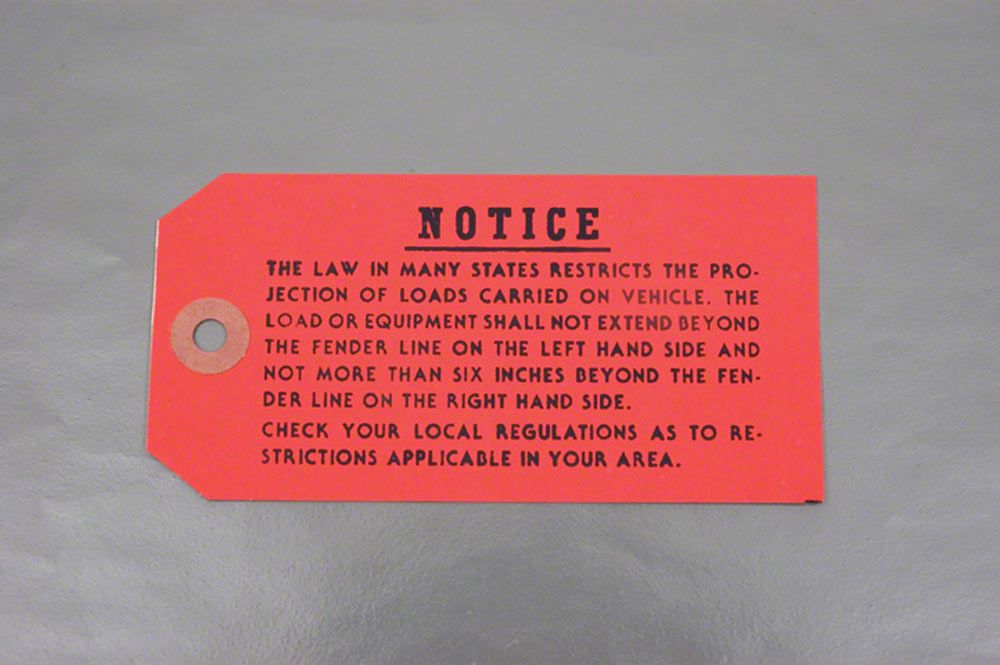 NOTICE
THE LAW IN MANY STATES RESTRICTS THE PRO-
JECTION OF LOADS CARRIED ON VEHICLE. THE
LOAD OR EQUIPMENT SHALL NOT EXTEND BEYOND
THE FENDER LINE ON THE LEFT HAND SIDE AND
NOT MORE THAN SIX INCHES BEYOND THE FEN-
DER LINE ON THE RIGHT HAND SIDE.
CHECK YOUR LOCAL REGULATIONS AS TO RE-
STRICTIONS APPLICABLE IN YOUR AREA.